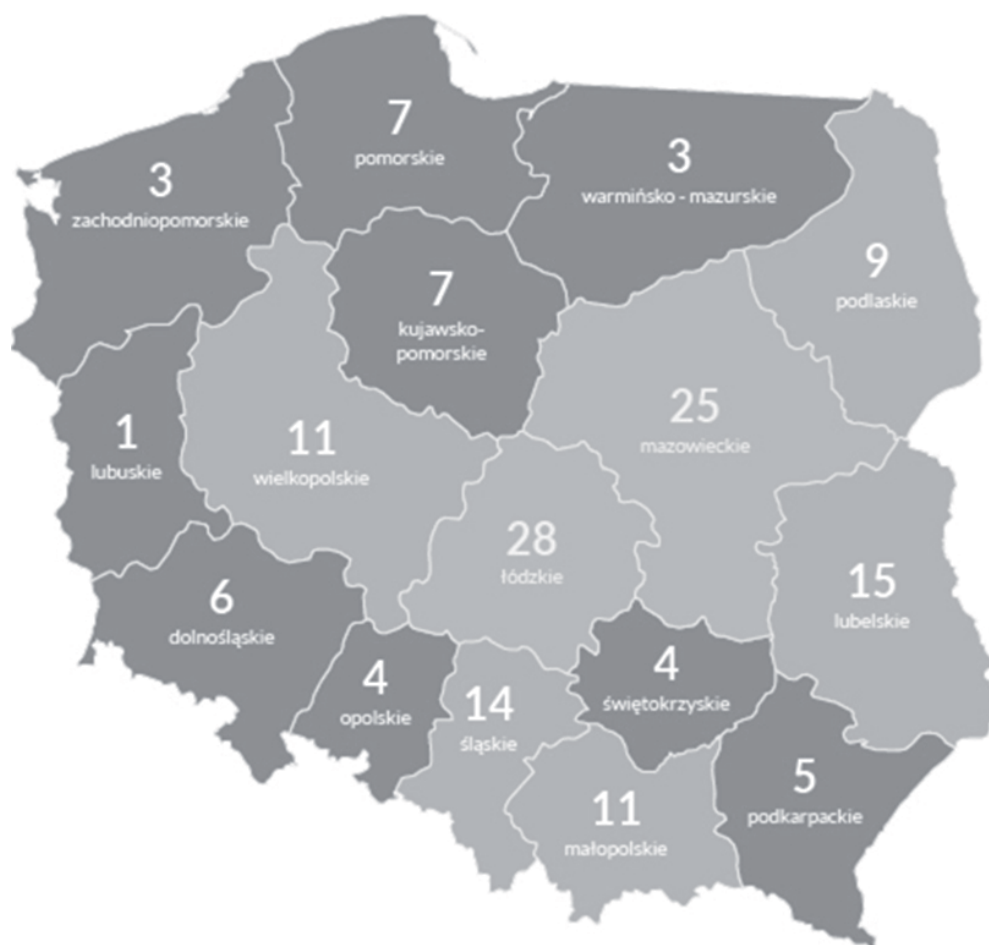 7
pomorskie
3
warmińsko - mazurskie
3
zachodniopomorskie
9
podlaskie
7
kujawsko-
pomorskie
25
mazowieckie
1
lubuskie
11
wielkopolskie
28
łódzkie
15
lubelskie
6
dolnośląskie
4
opolskie
14
śląskie
4
świętokrzyskie
5
podkarpackie
11
małopolskie